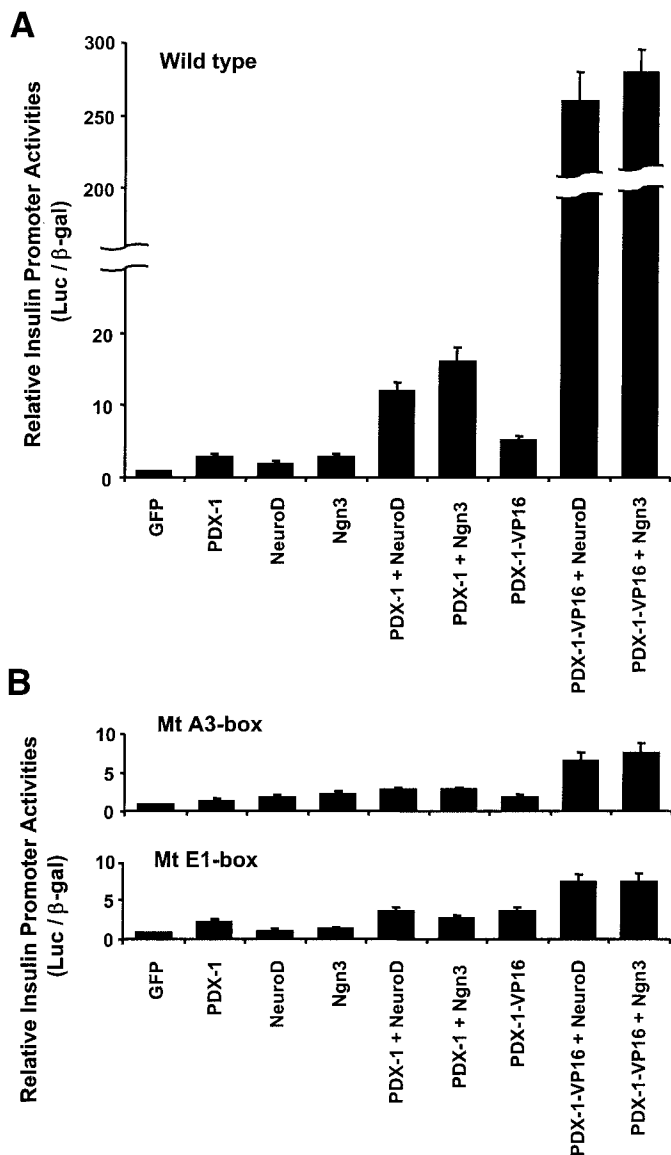 A
Wild type
Relative Insulin Promoter Activities
(Luc / β-gal)
300
250
200
20
10
0
GFP
PDX-1
NeuroD
Ngn3
PDX-1 + NeuroD
PDX-1 + Ngn3
PDX-1-VP16
PDX-1-VP16 + NeuroD
PDX-1-VP16 + Ngn3
B
Relative Insulin Promoter Activities
(Luc / β-gal)
Mt A3-box
10
5
0
Mt E1-box
10
5
0
GFP
PDX-1
NeuroD
Ngn3
PDX-1 + NeuroD
PDX-1 + Ngn3
PDX-1-VP16
PDX-1-VP16 + NeuroD
PDX-1-VP16 + Ngn3